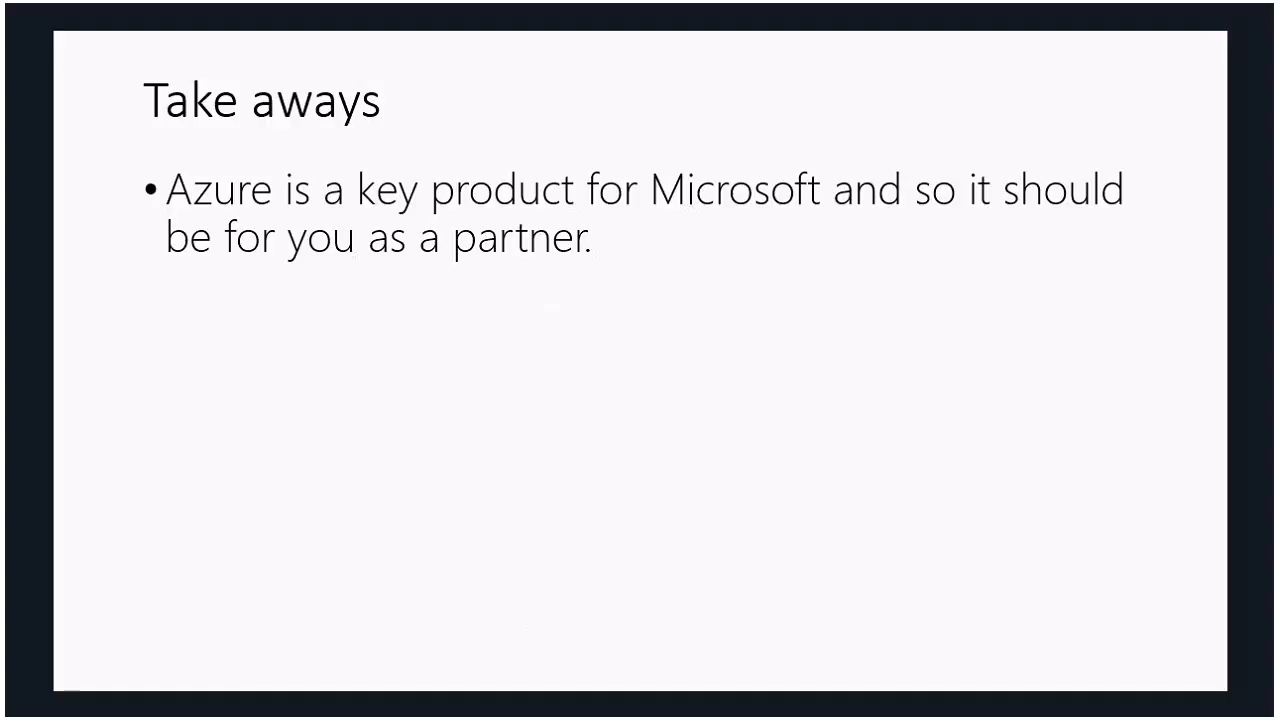 Take aways
• Azure is a key product for Microsoft and so it should
be for you as a partner.